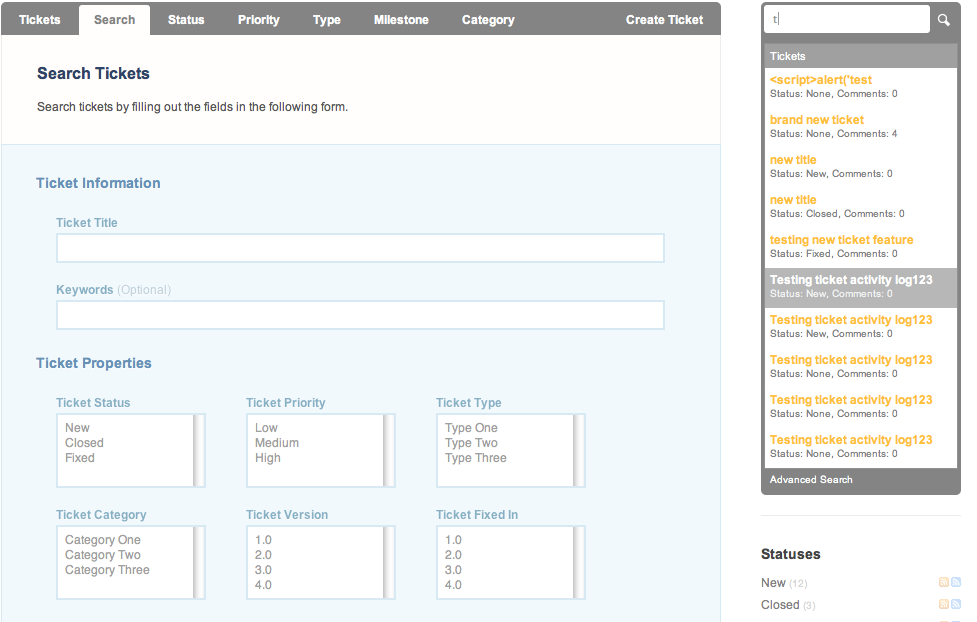 Tickets Search Status Priority Type Milestone Category Create Ticket
Search Tickets
Search tickets by filling out the fields in the following form.
Ticket Information
Ticket Title
Keywords (Optional)
Ticket Properties
Ticket Status Ticket Priority Ticket Type
New Low Type One
Closed Medium Type Two
Fixed High Type Three
Ticket Category Ticket Version Ticket Fixed In
Category One 1.0 1.0
Category Two 2.0 2.0
Category Three 3.0 3.0
4.0 4.0
t
Tickets
<script>alert('test
Status: None, Comments: 0
brand new ticket
Status: None, Comments: 4
new title
Status: New, Comments: 0
new title
Status: Closed, Comments: 0
testing new ticket feature
Status: Fixed, Comments: 0
Testing ticket activity log123
Status: New, Comments: 0
Testing ticket activity log123
Status: New, Comments: 0
Testing ticket activity log123
Status: None, Comments: 0
Testing ticket activity log123
Status: None, Comments: 0
Testing ticket activity log123
Status: None, Comments: 0
Advanced Search
Statuses
New (12)
Closed (3)